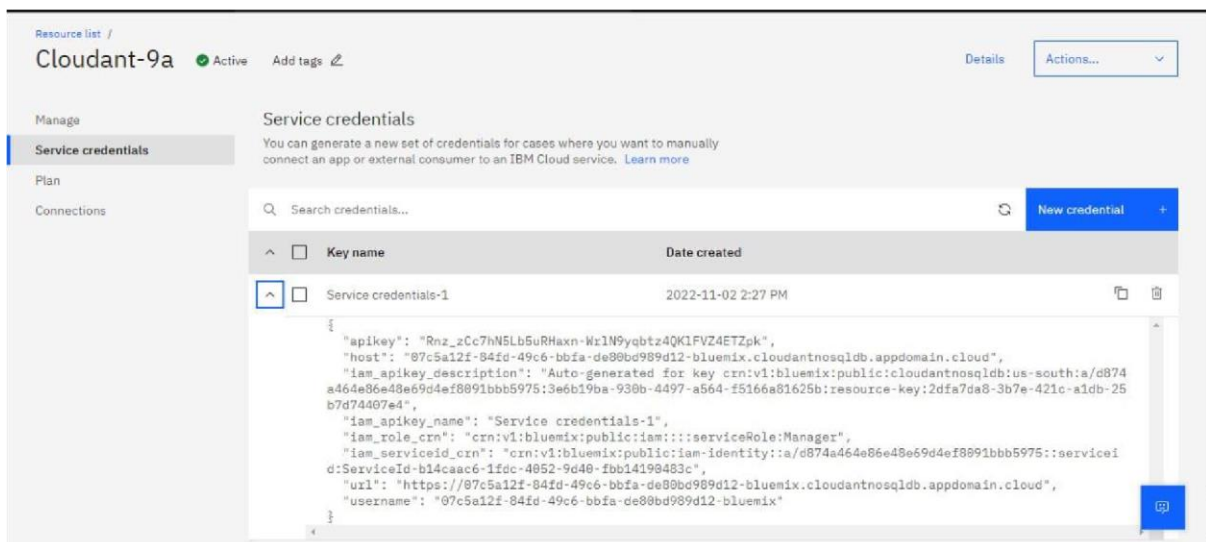 Resource list /
Cloudant-9a Active Add tags Details Actions...
Manage
Service credentials
Plan
Connections
Service credentials
You can generate a new set of credentials for cases where you want to manually
connect an app or external consumer to an IBM Cloud service. Learn more
Search credentials... New credential +
Key name Date created
Service credentials-1 2022-11-02 2:27 PM
{
"apikey": "Rnz_zCc7hN5Lb5uRHaxn-WrlN9yqbtz4QK1FVZ4ETZpk",
"host": "07c5a12f-84fd-49c6-bbfa-de80bd989d12-bluemix.cloudantnosqldb.appdomain.cloud",
"iam_apikey_description": "Auto-generated for key crn:v1:bluemix:public:cloudantnosqldb:us-south:a/d874
a464e86e48e69d4ef8091bbb5975:3e6b19ba-930b-4497-a564-f5166a81625b:resource-key:2dfa7da8-3b7e-421c-a1db-25
b7d74407e4",
"iam_apikey_name": "Service credentials-1",
"iam_role_crn": "crn:v1:bluemix:public:iam::::serviceRole:Manager",
"iam_serviceid_crn": "crn:v1:bluemix:public:iam-identity::a/d874a464e86e48e69d4ef8091bbb5975::servicei
d:ServiceId-b14caac6-1fdc-4052-9d40-fbb14190483c",
"url": "https://07c5a12f-84fd-49c6-bbfa-de80bd989d12-bluemix.cloudantnosqldb.appdomain.cloud",
"username": "07c5a12f-84fd-49c6-bbfa-de80bd989d12-bluemix"
}